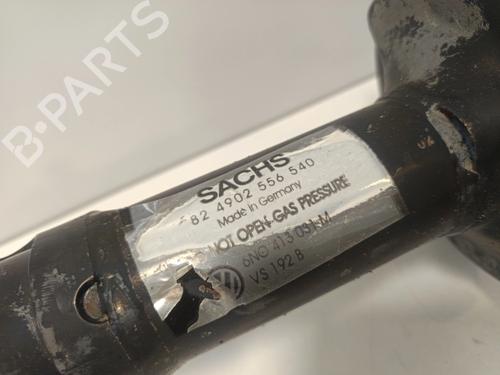 B-PARTS
SACHS
82 4902 556 540
Made in Germany
NOT OPEN-GAS PRESSURE
6N0 413 031 M
VS 192 B